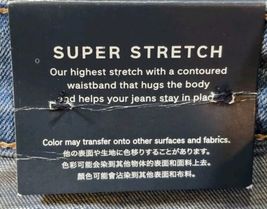 SUPER STRETCH
Our highest stretch with a contoured
waistband that hugs the body
and helps your jeans stay in place
Color may transfer onto other surfaces and fabrics.
他の表面や生地に色移りすることがあります。
色彩可能会染到其他物体的表面和面料上去。
顏色可能會沾染到其他表面和布料。